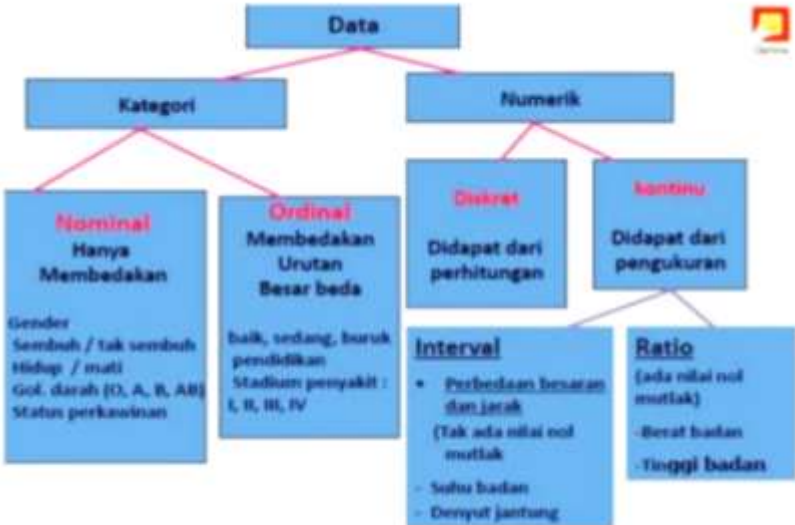 Data
Kategori
Numerik
Nominal
Hanya
Membedakan
Gender
Sembuh / tak sembuh
Hidup / mati
Gol. darah (O, A, B, AB)
Status perkawinan
Ordinal
Membedakan
Urutan
Besar beda
baik, sedang, buruk
pendidikan
Stadium penyakit :
I, II, III, IV
Diskret
Didapat dari
perhitungan
kontinu
Didapat dari
pengukuran
Interval
• Perbedaan besaran
dan jarak
(Tak ada nilai nol
mutlak
- Suhu badan
- Denyut jantung
Ratio
(ada nilai nol
mutlak)
-Berat badan
-Tinggi badan